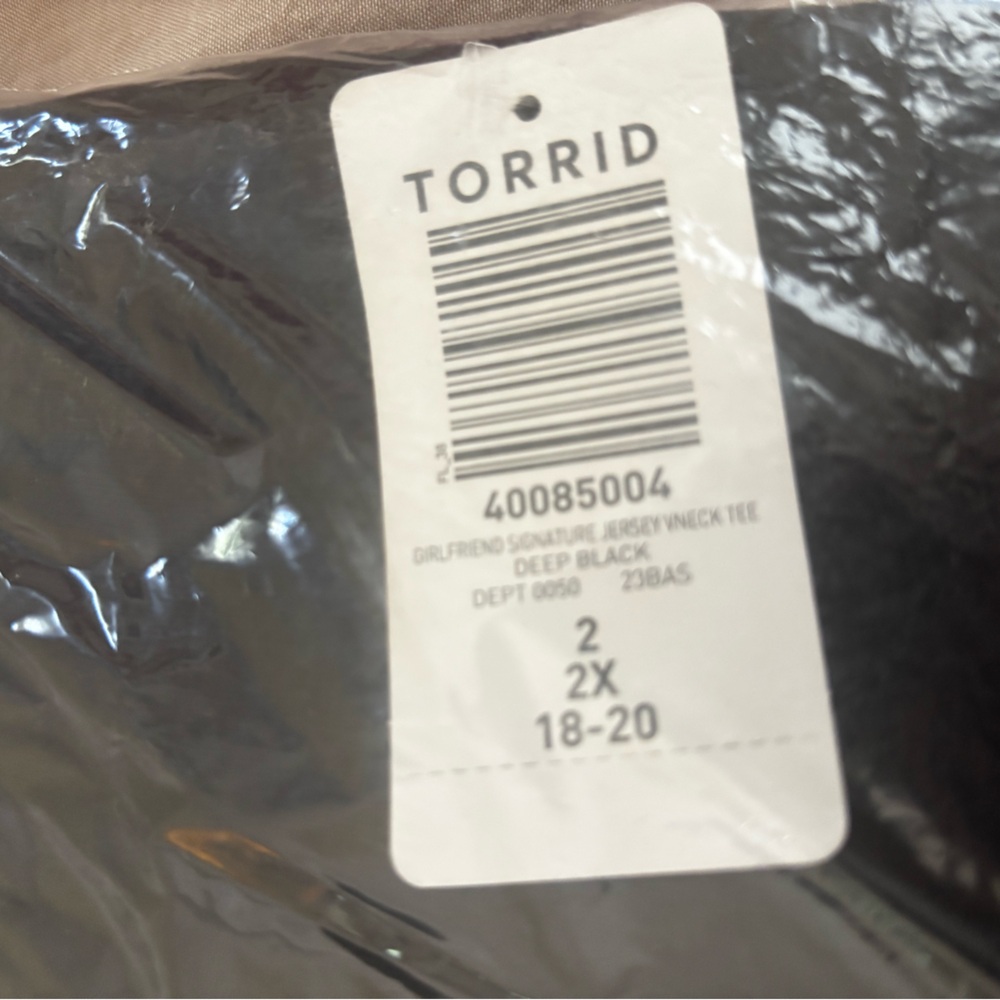 TORRID
40085004
GIRLFRIEND SIGNATURE JERSEY VNECK TEE
DEEP BLACK
DEPT 0050 23BAS
2
2X
18-20